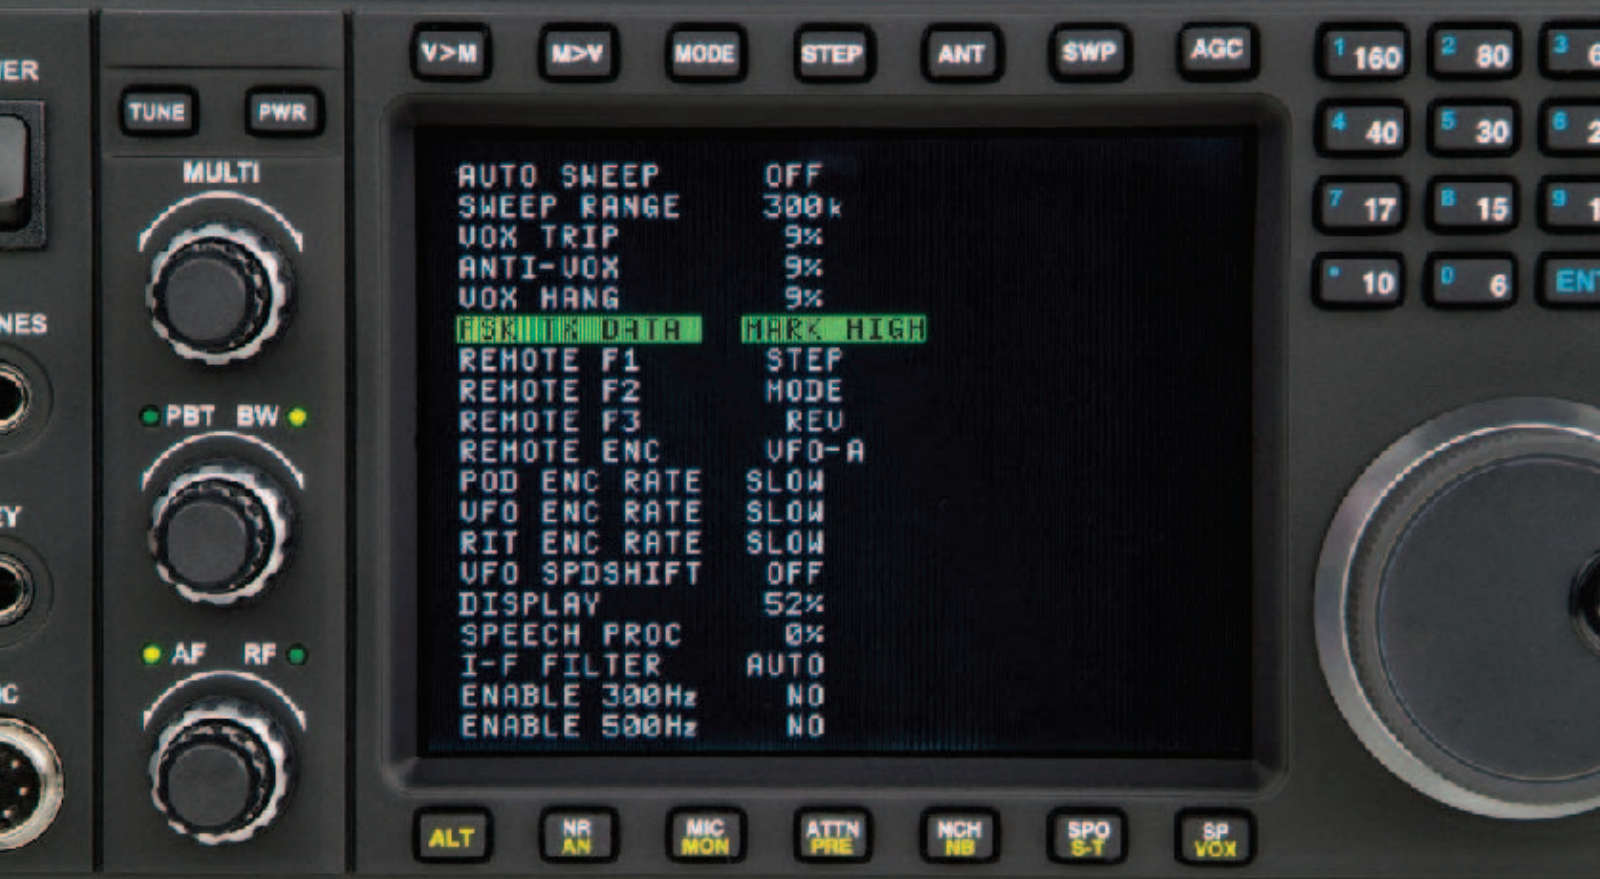 V>M M>V MODE STEP ANT SWP AGC
1 160 2 80 3
TUNE PWR
4 40 5 30 6
MULTI
7 17 8 15 9
* 10 0 6
AUTO SWEEP OFF
SWEEP RANGE 300k
VOX TRIP 9%
ANTI-VOX 9%
VOX HANG 9%
FSK TX DATA MARK HIGH
REMOTE F1 STEP
REMOTE F2 MODE
REMOTE F3 REV
REMOTE ENC VFO-A
POD ENC RATE SLOW
VFO ENC RATE SLOW
RIT ENC RATE SLOW
VFO SPDSHIFT OFF
DISPLAY 52%
SPEECH PROC 0%
I-F FILTER AUTO
ENABLE 300Hz NO
ENABLE 500Hz NO
PBT BW
AF RF
ALT
NR
AN
MIC
MON
ATTN
PRE
NCH
NB
SPO
S-T
SP
VOX